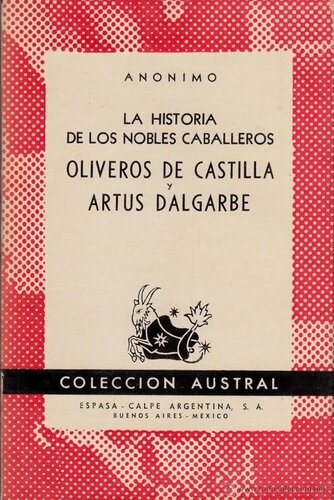 ANONIMO
LA HISTORIA
DE LOS NOBLES CABALLEROS
OLIVEROS DE CASTILLA
y
ARTUS DALGARBE
COLECCION AUSTRAL
ESPASA - CALPE ARGENTINA, S. A.
BUENOS AIRES - MEXICO